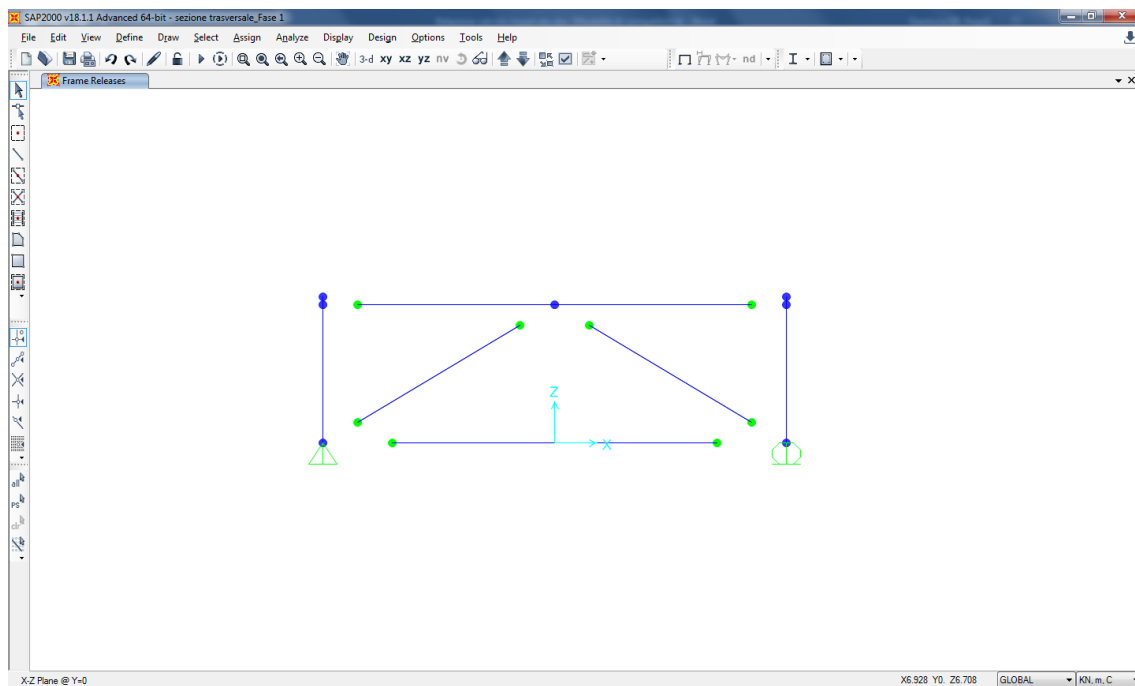 SAP2000 v18.1.1 Advanced 64-bit - sezione trasversale_Fase 1
File Edit View Define Draw Select Assign Analyze Display Design Options Tools Help
3-d xy xz yz nv nd
Frame Releases
Z
X
all
PS
clr
X-Z Plane @ Y=0 X6.928 Y0. Z6.708 GLOBAL KN, m, C